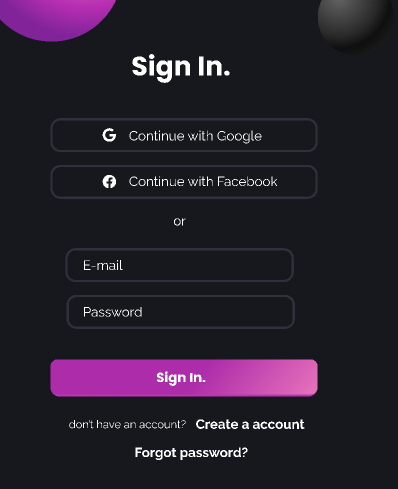 Sign In.
Continue with Google
Continue with Facebook
or
E-mail
Password
Sign In.
don't have an account? Create a account
Forgot password?